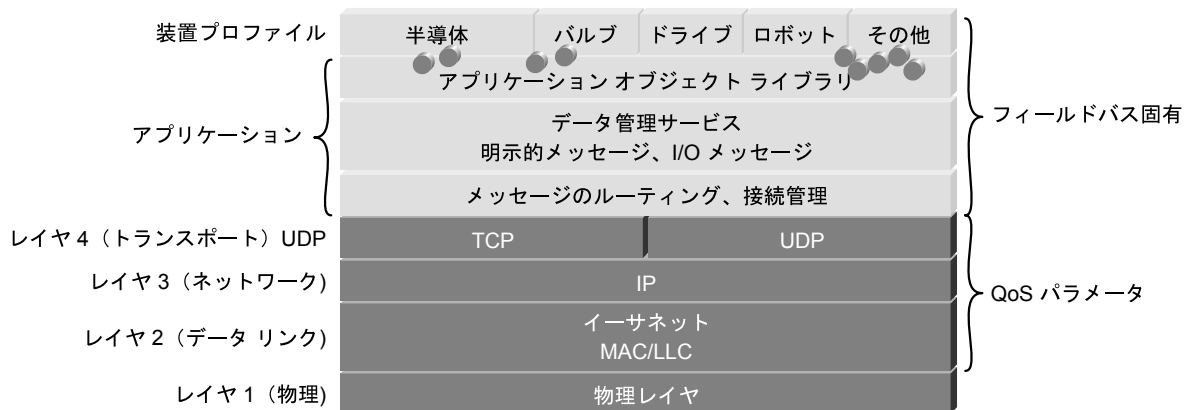 装置プロファイル
半導体
バルブ
ドライブ
ロボット
その他
アプリケーション オブジェクト ライブラリ
アプリケーション
データ管理サービス
明示的メッセージ、I/O メッセージ
フィールドバス固有
メッセージのルーティング、接続管理
レイヤ 4（トランスポート）UDP
TCP
UDP
レイヤ 3（ネットワーク)
IP
QoS パラメータ
レイヤ 2（データ リンク)
イーサネット
MAC/LLC
レイヤ 1（物理)
物理レイヤ